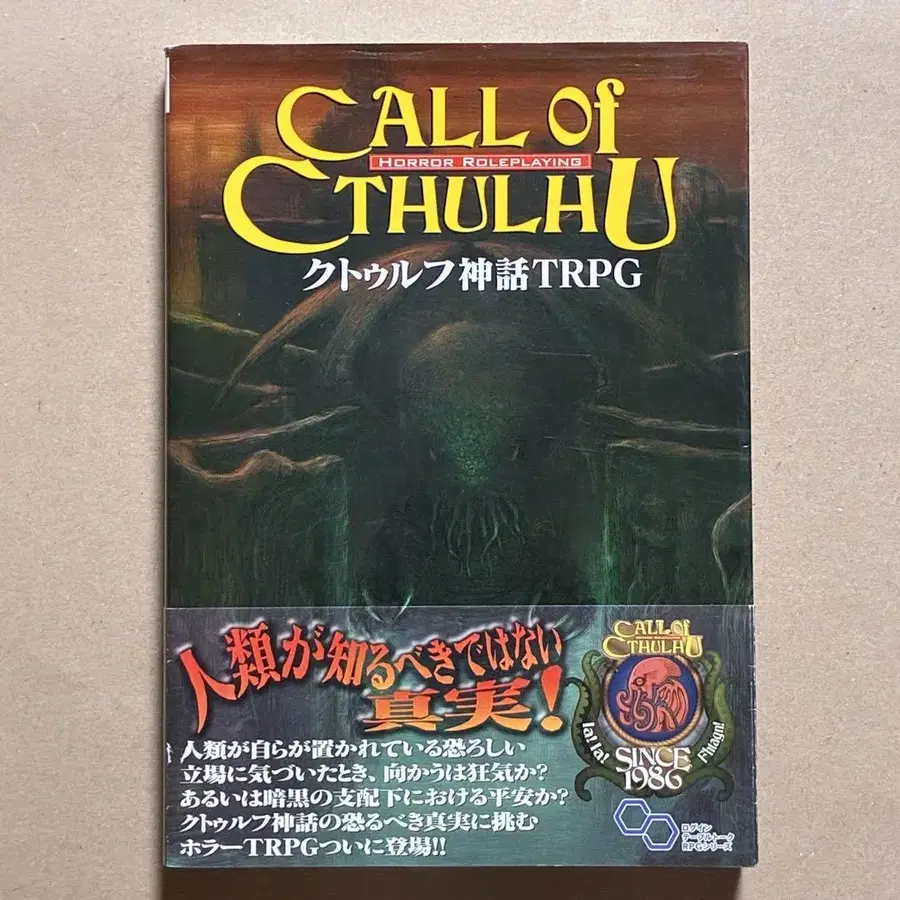 CALL of
HORROR ROLEPLAYING
CTHULHU
クトゥルフ神話TRPG
人類が知るべきではない
真実!
人類が自らが置かれている恐ろしい
立場に気づいたとき、向かうは狂気か?
あるいは暗黒の支配下における平安か?
クトゥルフ神話の恐るべき真実に挑む
ホラーTRPGついに登場!!
CALL of
CTHULHU
Ia! Ia!
Fhtagn!
SINCE
1986
ログイン
テーブルトーク
RPGシリーズ